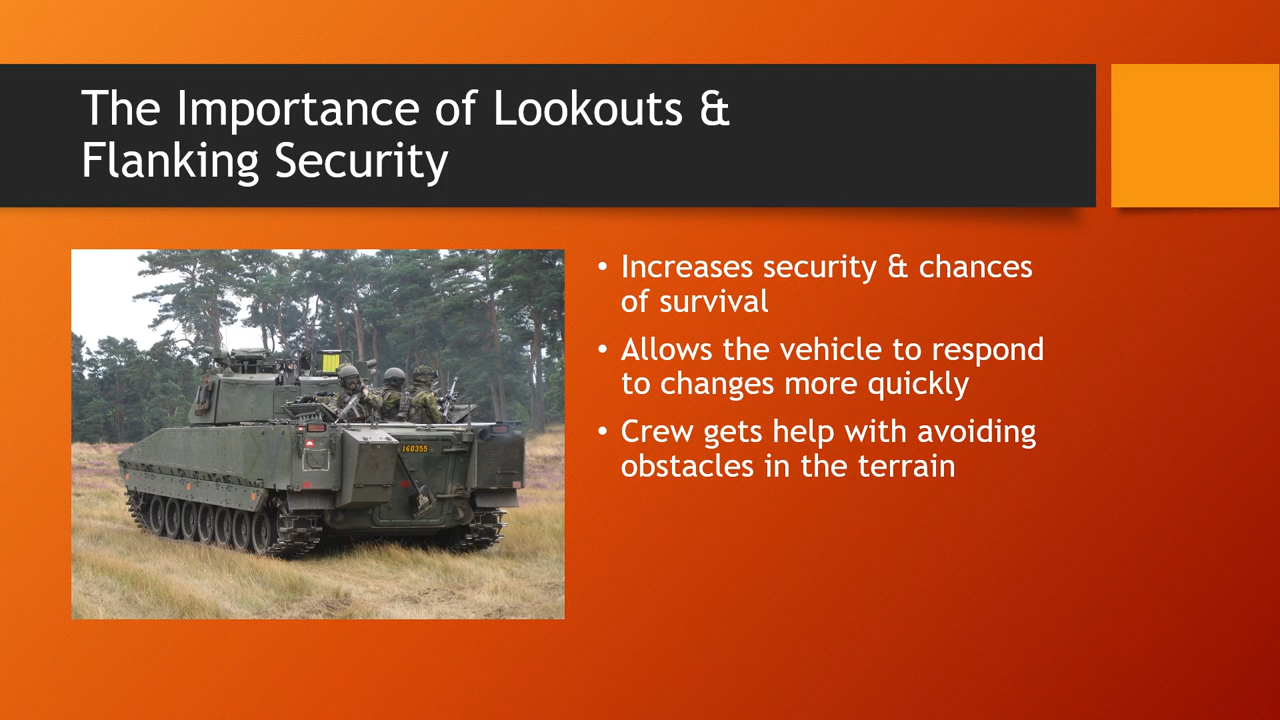 The Importance of Lookouts &
Flanking Security
• Increases security & chances
of survival
• Allows the vehicle to respond
to changes more quickly
• Crew gets help with avoiding
obstacles in the terrain
160355